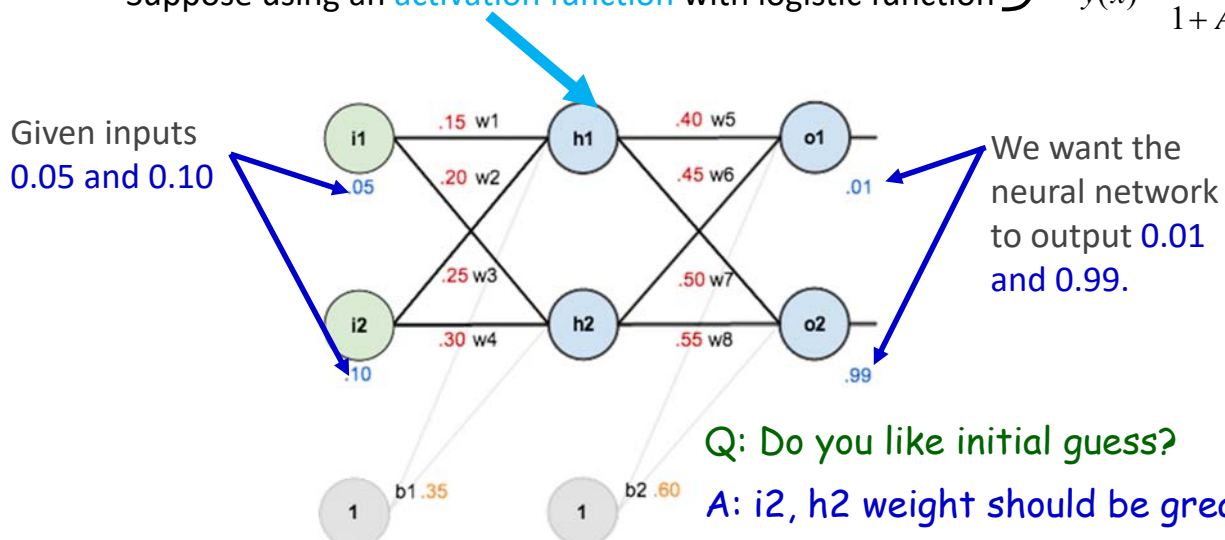 Suppose using an activation function with logistic function
y(x)
1 + A
Given inputs
0.05 and 0.10
i1
.05
.15 w1
.20 w2
.25 w3
.30 w4
i2
.10
h1
h2
.40 w5
.45 w6
.50 w7
.55 w8
o1
.01
o2
.99
We want the
neural network
to output 0.01
and 0.99.
1
b1 .35
1
b2 .60
Q: Do you like initial guess?
A: i2, h2 weight should be